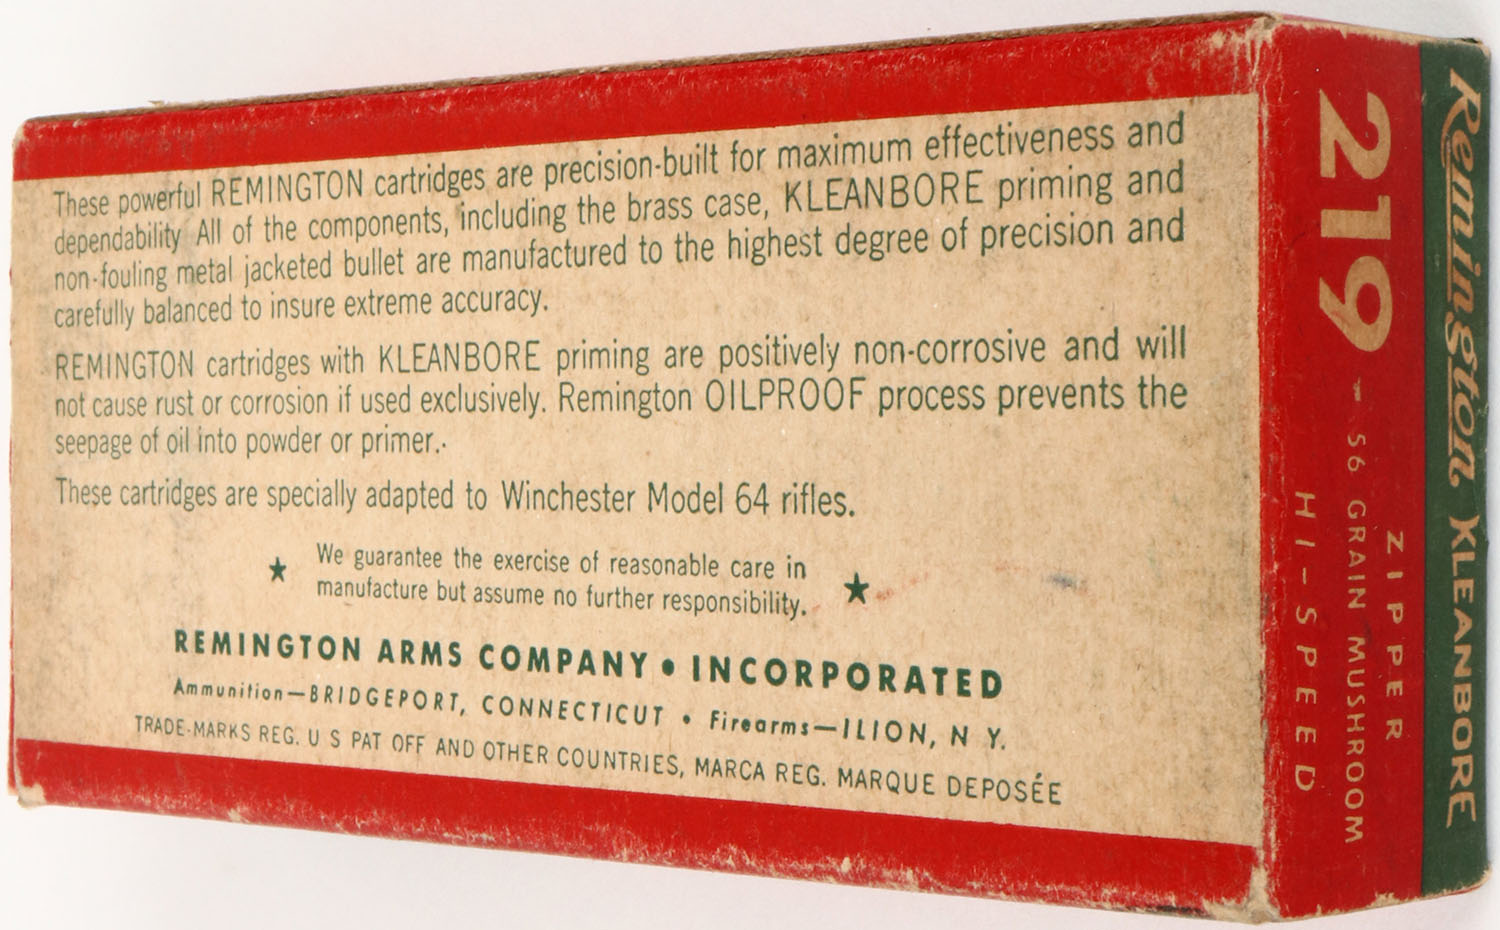 These powerful REMINGTON cartridges are precision-built for maximum effectiveness and
dependability All of the components, including the brass case, KLEANBORE priming and
non-fouling metal jacketed bullet are manufactured to the highest degree of precision and
carefully balanced to insure extreme accuracy.
REMINGTON cartridges with KLEANBORE priming are positively non-corrosive and will
not cause rust or corrosion if used exclusively. Remington OILPROOF process prevents the
seepage of oil into powder or primer..
These cartridges are specially adapted to Winchester Model 64 rifles.
★ We guarantee the exercise of reasonable care in
manufacture but assume no further responsibility. ★
REMINGTON ARMS COMPANY • INCORPORATED
Ammunition—BRIDGEPORT, CONNECTICUT • Firearms—ILION, N Y.
TRADE-MARKS REG. U S PAT OFF AND OTHER COUNTRIES, MARCA REG. MARQUE DEPOSÉE
Remington KLEANBORE
219 - ZIPPER
56 GRAIN MUSHROOM
HI-SPEED